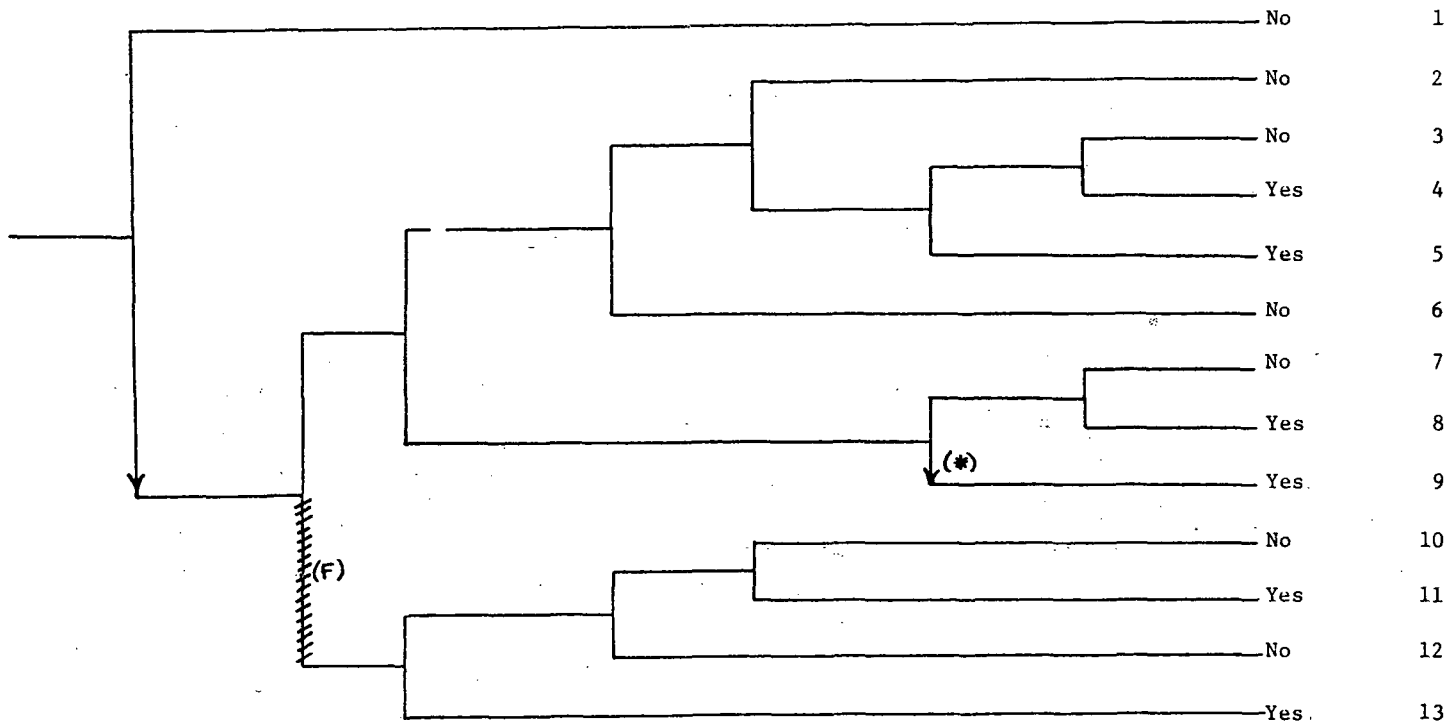 No 1
No 2
No 3
Yes 4
Yes 5
No 6
No 7
Yes 8
(*)
Yes 9
No 10
(F)
Yes 11
No 12
Yes 13